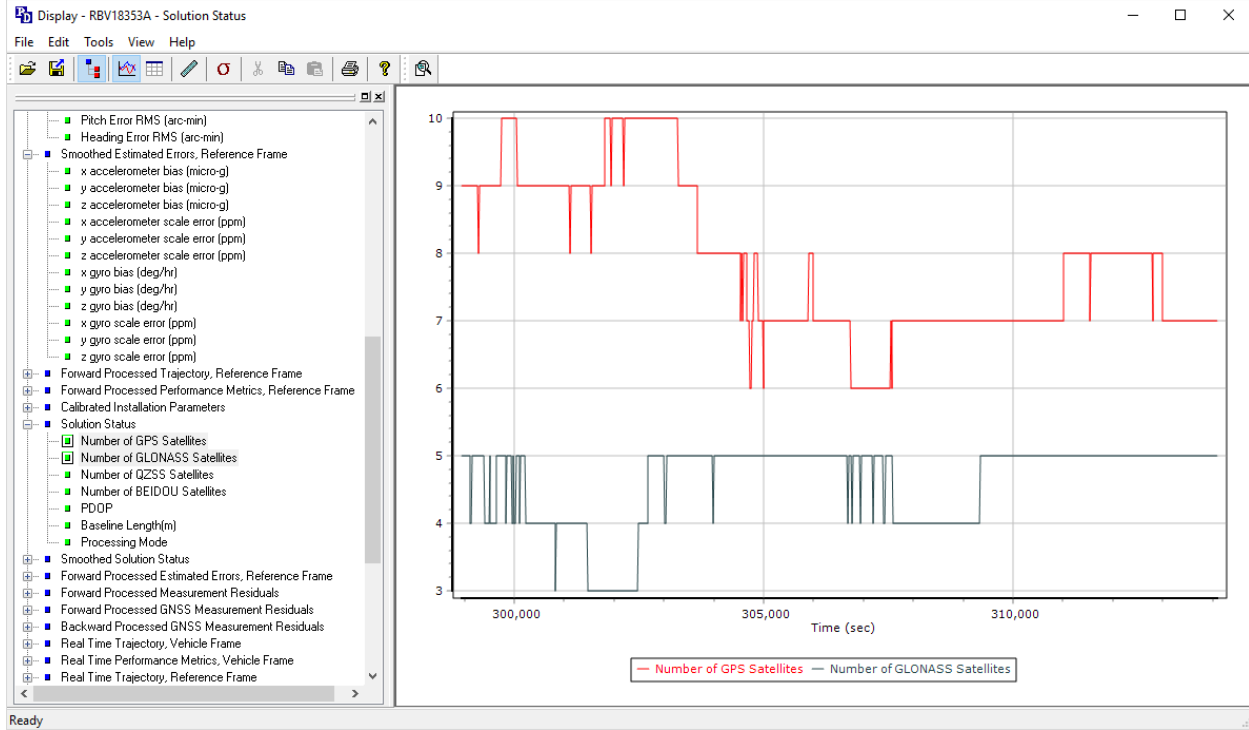 Display - RBV18353A - Solution Status
File Edit Tools View Help
Pitch Error RMS (arc-min)
Heading Error RMS (arc-min)
Smoothed Estimated Errors, Reference Frame
x accelerometer bias (micro-g)
y accelerometer bias (micro-g)
z accelerometer bias (micro-g)
x accelerometer scale error (ppm)
y accelerometer scale error (ppm)
z accelerometer scale error (ppm)
x gyro bias (deg/hr)
y gyro bias (deg/hr)
z gyro bias (deg/hr)
x gyro scale error (ppm)
y gyro scale error (ppm)
z gyro scale error (ppm)
Forward Processed Trajectory, Reference Frame
Forward Processed Performance Metrics, Reference Frame
Calibrated Installation Parameters
Solution Status
Number of GPS Satellites
Number of GLONASS Satellites
Number of QZSS Satellites
Number of BEIDOU Satellites
PDOP
Baseline Length(m)
Processing Mode
Smoothed Solution Status
Forward Processed Estimated Errors, Reference Frame
Forward Processed Measurement Residuals
Forward Processed GNSS Measurement Residuals
Backward Processed GNSS Measurement Residuals
Real Time Trajectory, Vehicle Frame
Real Time Performance Metrics, Vehicle Frame
Real Time Trajectory, Reference Frame
10
9
8
7
6
5
4
3
300,000 305,000 310,000
Time (sec)
Number of GPS Satellites Number of GLONASS Satellites
Ready